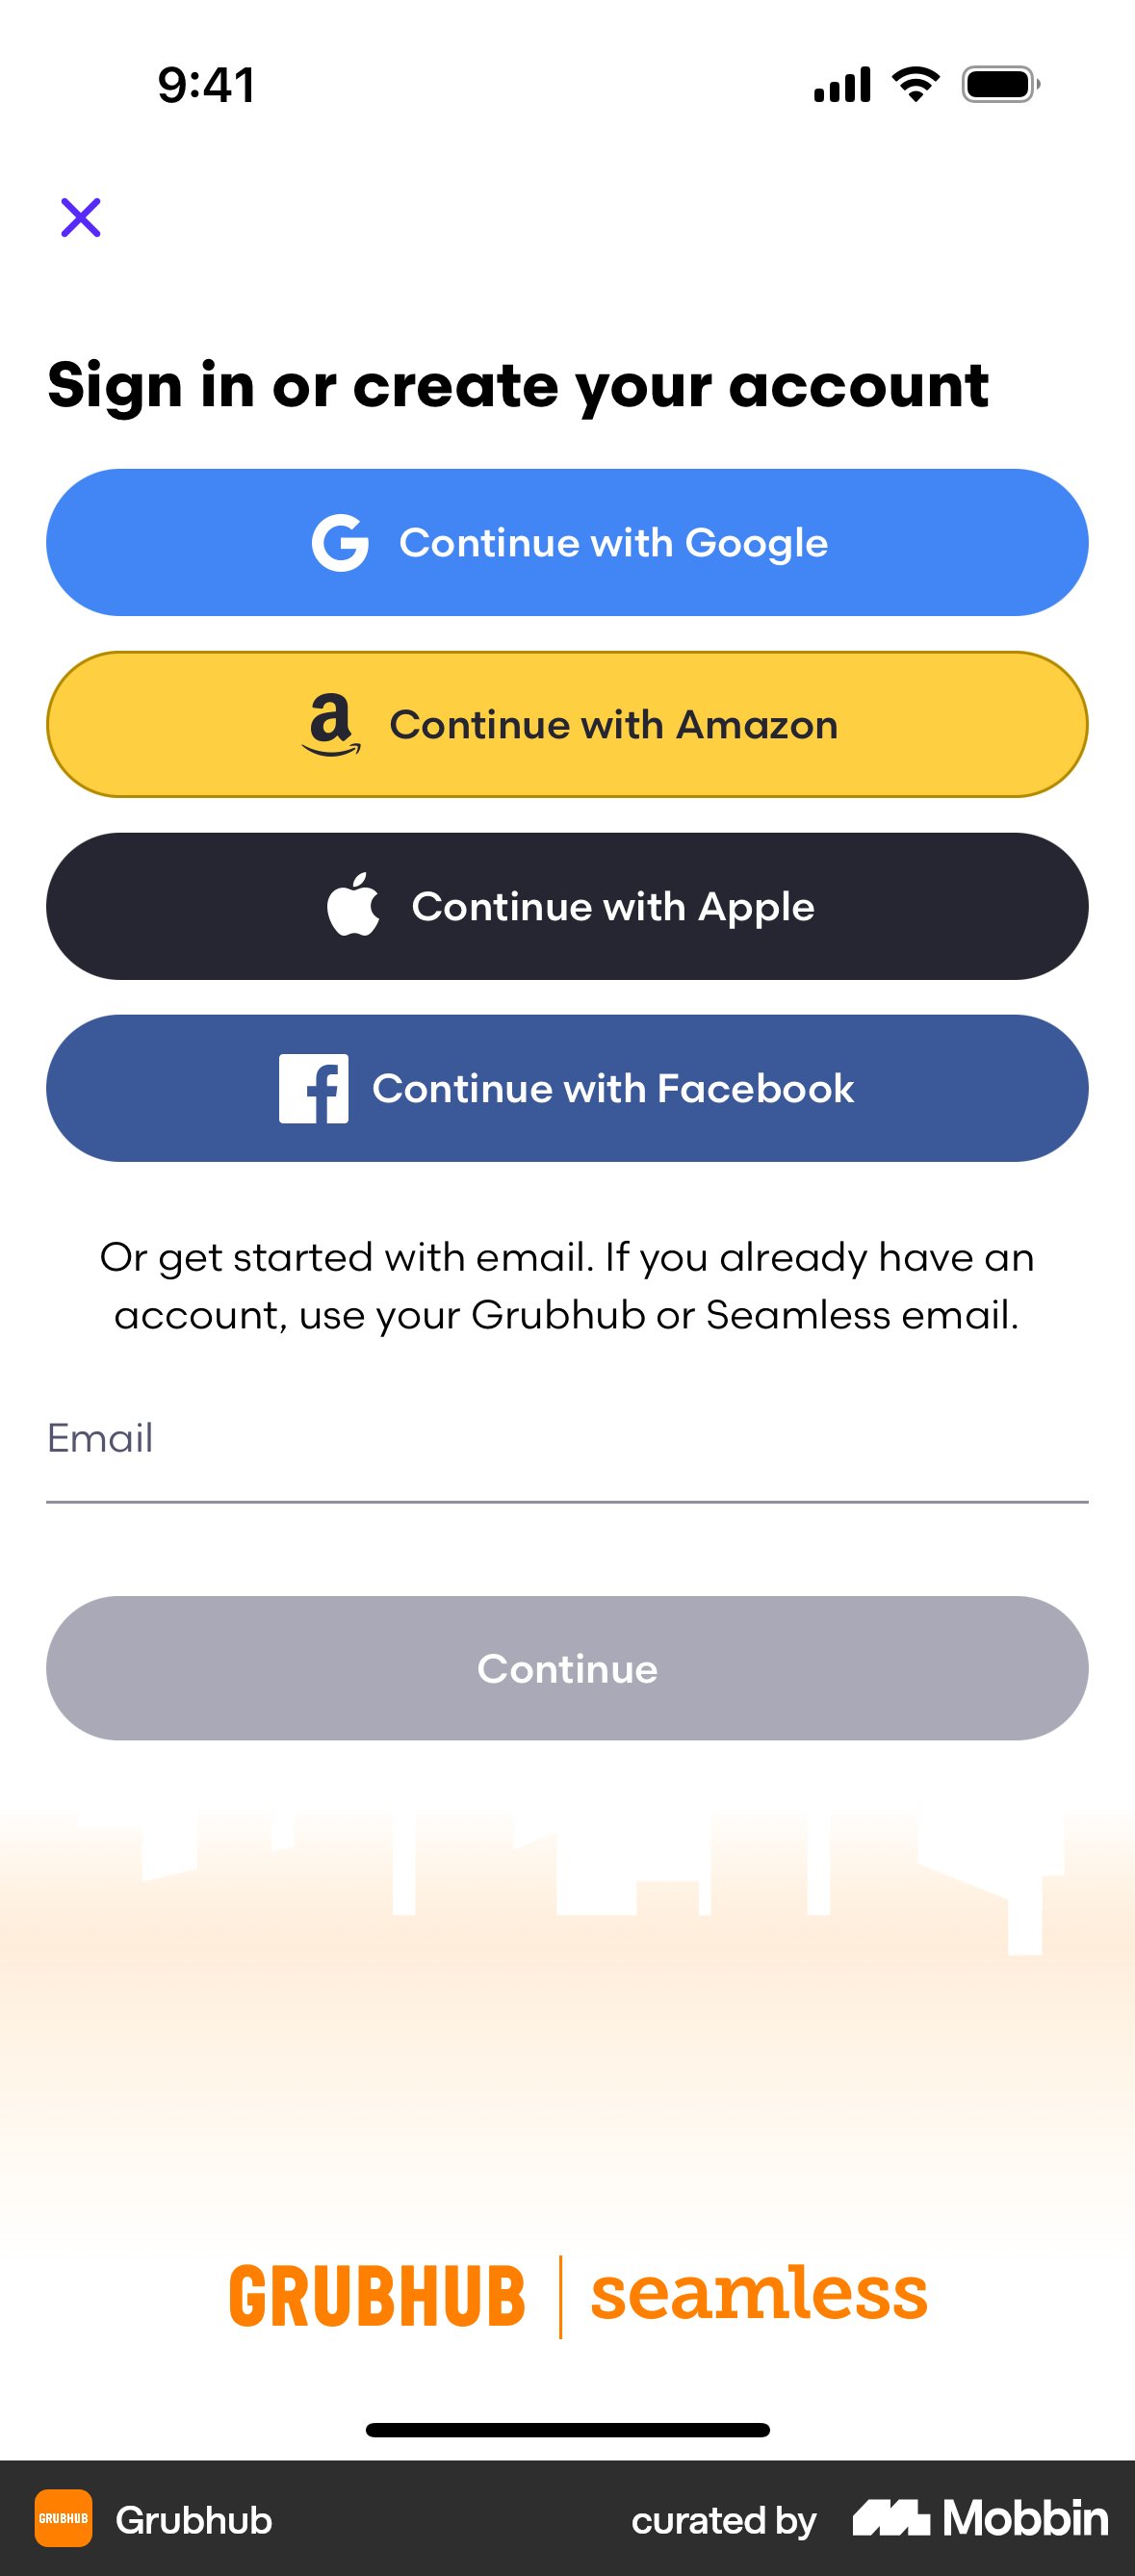 9:41
Sign in or create your account
Continue with Google
Continue with Amazon
Continue with Apple
Continue with Facebook
Or get started with email. If you already have an
account, use your Grubhub or Seamless email.
Email
Continue
GRUBHUB | seamless
GRUBHUB Grubhub
curated by Mobbin